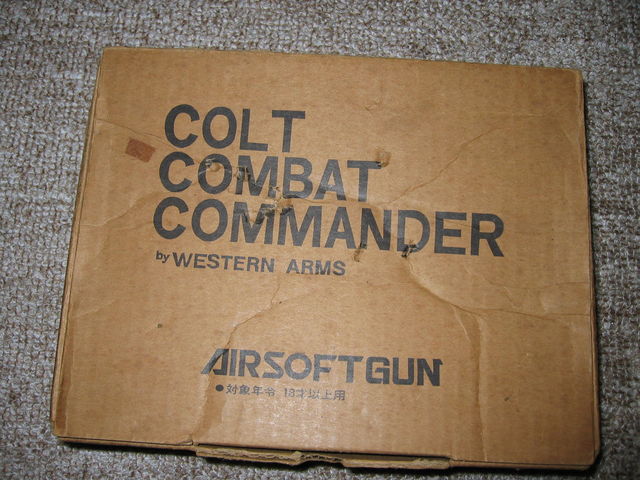 COLT
COMBAT
COMMANDER
by WESTERN ARMS
AIRSOFTGUN
●対象年令 18才以上用